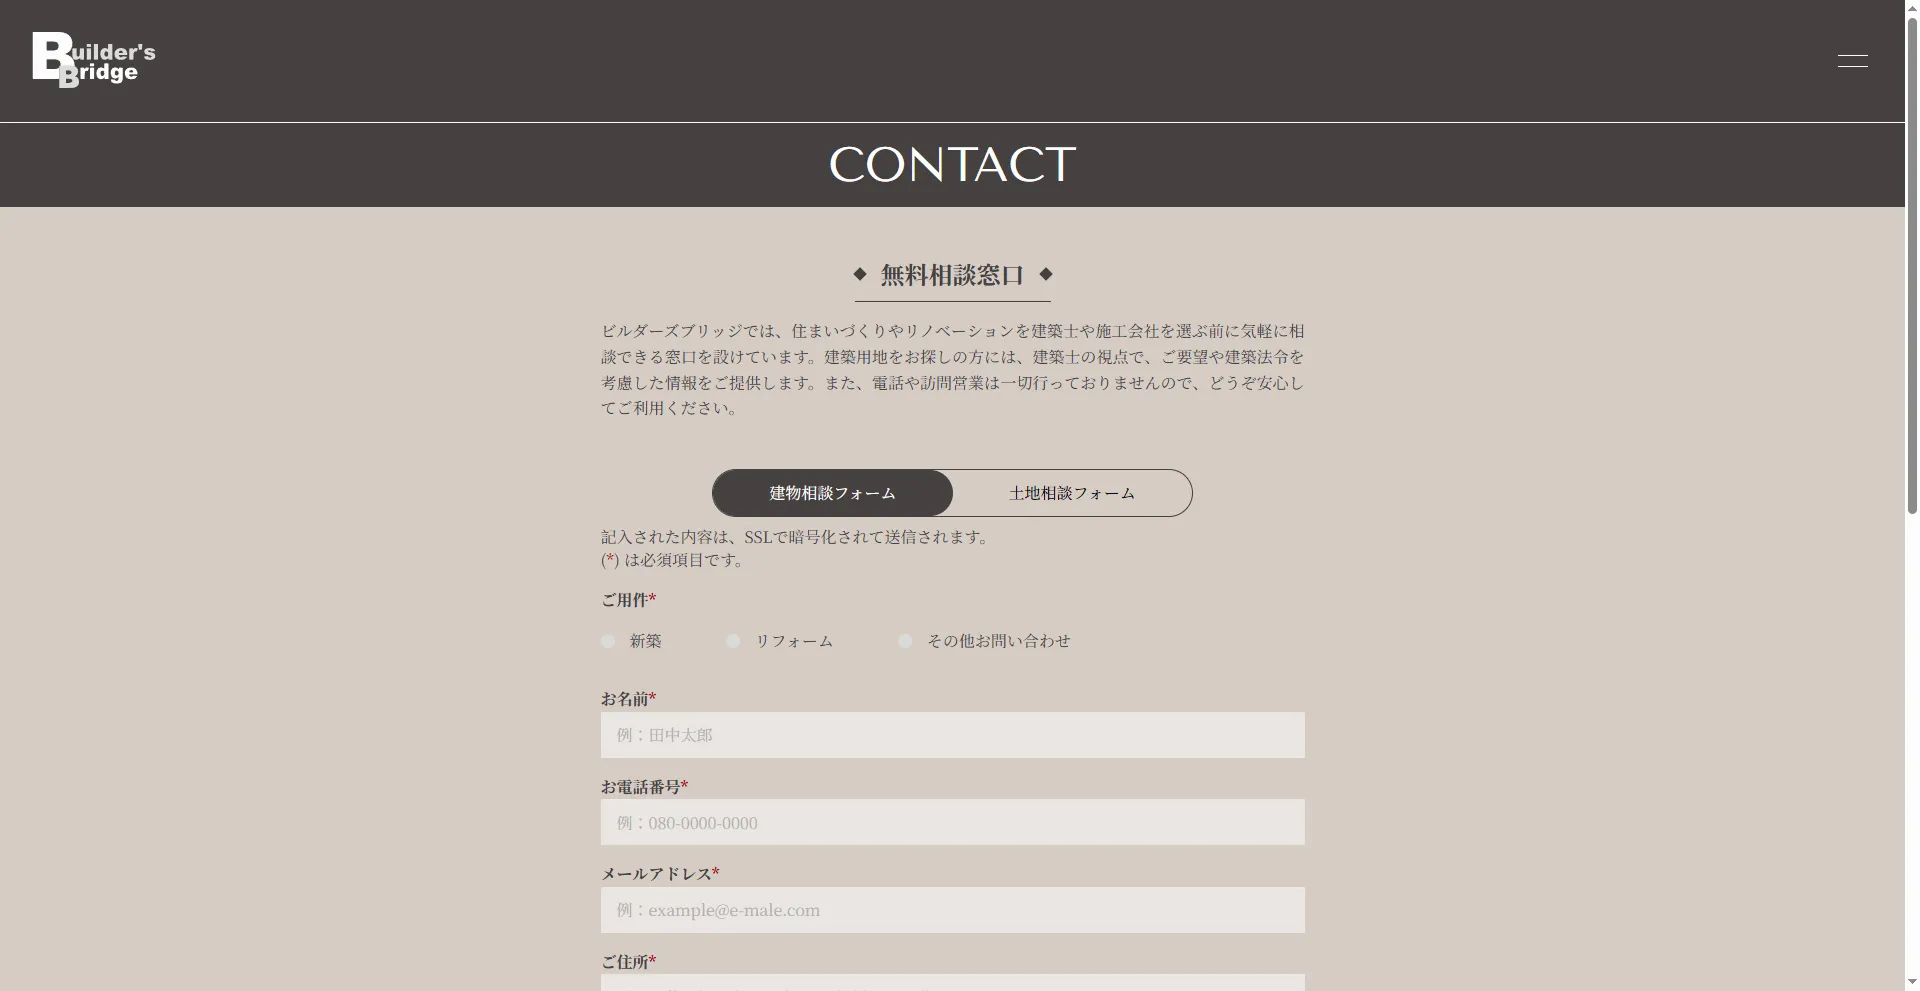 Builder's
Bridge
CONTACT
◆ 無料相談窓口 ◆
ビルダーズブリッジでは、住まいづくりやリノベーションを建築士や施工会社を選ぶ前に気軽に相
談できる窓口を設けています。建築用地をお探しの方には、建築士の視点で、ご要望や建築法令を
考慮した情報をご提供します。また、電話や訪問営業は一切行っておりませんので、どうぞ安心し
てご利用ください。
建物相談フォーム 土地相談フォーム
記入された内容は、SSLで暗号化されて送信されます。
(*) は必須項目です。
ご用件*
新築 リフォーム その他お問い合わせ
お名前*
例：田中太郎
お電話番号*
例：080-0000-0000
メールアドレス*
例：example@e-male.com
ご住所*